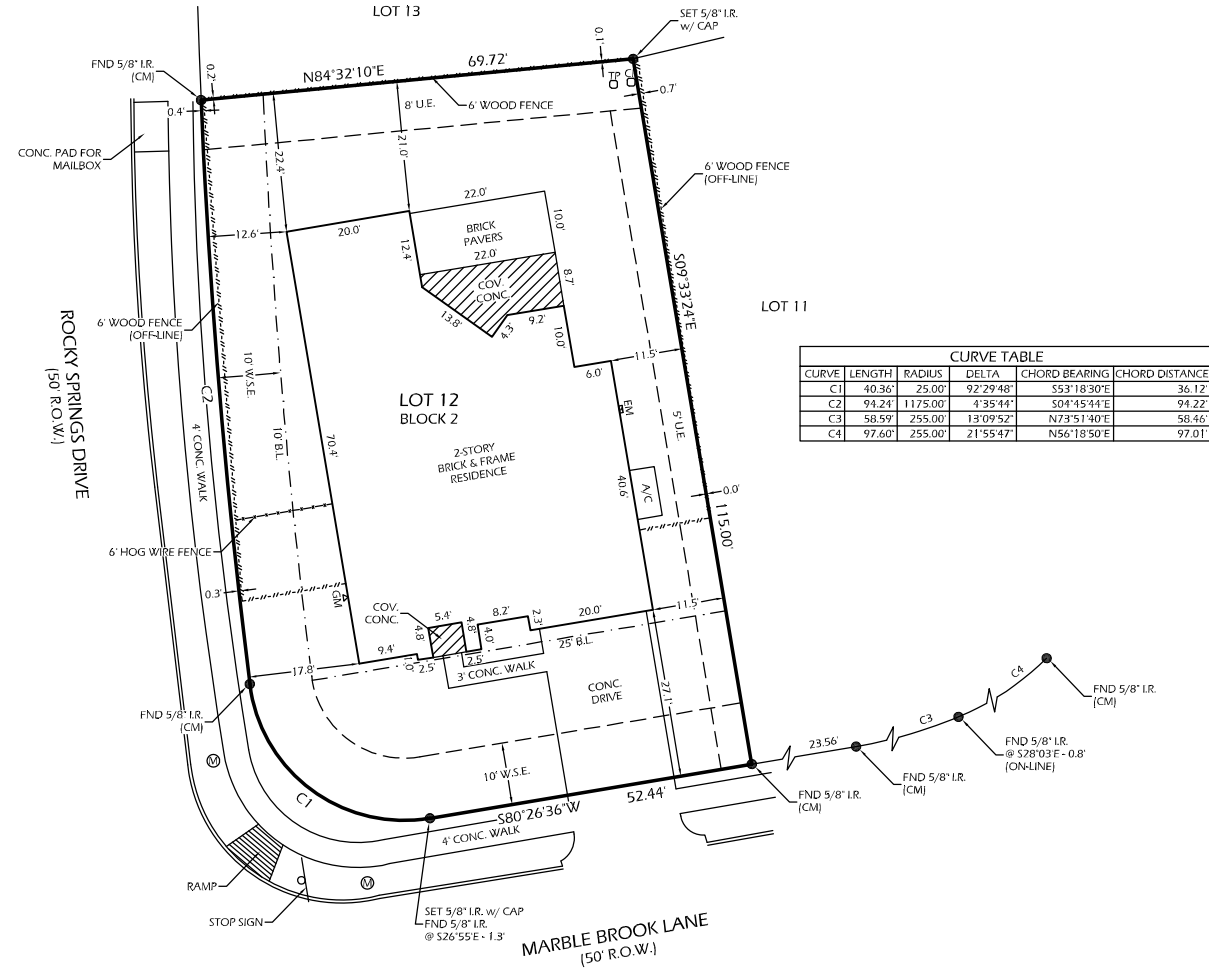 LOT 13
SET 5/8" I.R.
w/ CAP
FND 5/8" I.R.
(CM)
0.2'
N84°32'10"E
69.72'
0.1'
TP
0.7'
0.4'
8' U.E.
6' WOOD FENCE
CONC. PAD FOR
MAILBOX
22.4'
21.0'
6' WOOD FENCE
(OFF-LINE)
22.0'
12.6'
20.0'
12.4'
BRICK
PAVERS
10.0'
22.0'
COV.
CONC.
8.7'
13.8'
4.3'
9.2'
10.0'
S09°33'24"E
LOT 11
ROCKY SPRINGS DRIVE
(50' R.O.W.)
6' WOOD FENCE
(OFF-LINE)
11.5'
6.0'
10' W.S.E.
C2
LOT 12
BLOCK 2
EM
5' U.E.
4' CONC. WALK
10' B.L.
70.4'
2-STORY
BRICK & FRAME
RESIDENCE
40.6'
A/C
0.0'
115.00'
6' HOG WIRE FENCE
0.3'
GM
COV.
CONC.
5.4'
4.8'
4.8'
4.0'
8.2'
2.3'
20.0'
11.5'
9.4'
1.0'
2.5'
2.5'
25' B.L.
17.8'
3' CONC. WALK
CONC.
DRIVE
27.1'
FND 5/8" I.R.
(CM)
10' W.S.E.
C1
S80°26'36"W
52.44'
4' CONC. WALK
M
M
RAMP
STOP SIGN
SET 5/8" I.R. w/ CAP
FND 5/8" I.R.
@ S26°55'E - 1.3'
MARBLE BROOK LANE
(50' R.O.W.)
FND 5/8" I.R.
(CM)
23.56'
FND 5/8" I.R.
(CM)
C3
FND 5/8" I.R.
@ S28°03'E - 0.8'
(ON-LINE)
C4
FND 5/8" I.R.
(CM)
CURVE TABLE
CURVE LENGTH RADIUS DELTA CHORD BEARING CHORD DISTANCE
C1 40.36' 25.00' 92°29'48" S53°18'30"E 36.12'
C2 94.24' 1175.00' 4°35'44" S04°45'44"E 94.22'
C3 58.59' 255.00' 13°09'52" N73°51'40"E 58.46'
C4 97.60' 255.00' 21°55'47" N56°18'50"E 97.01'